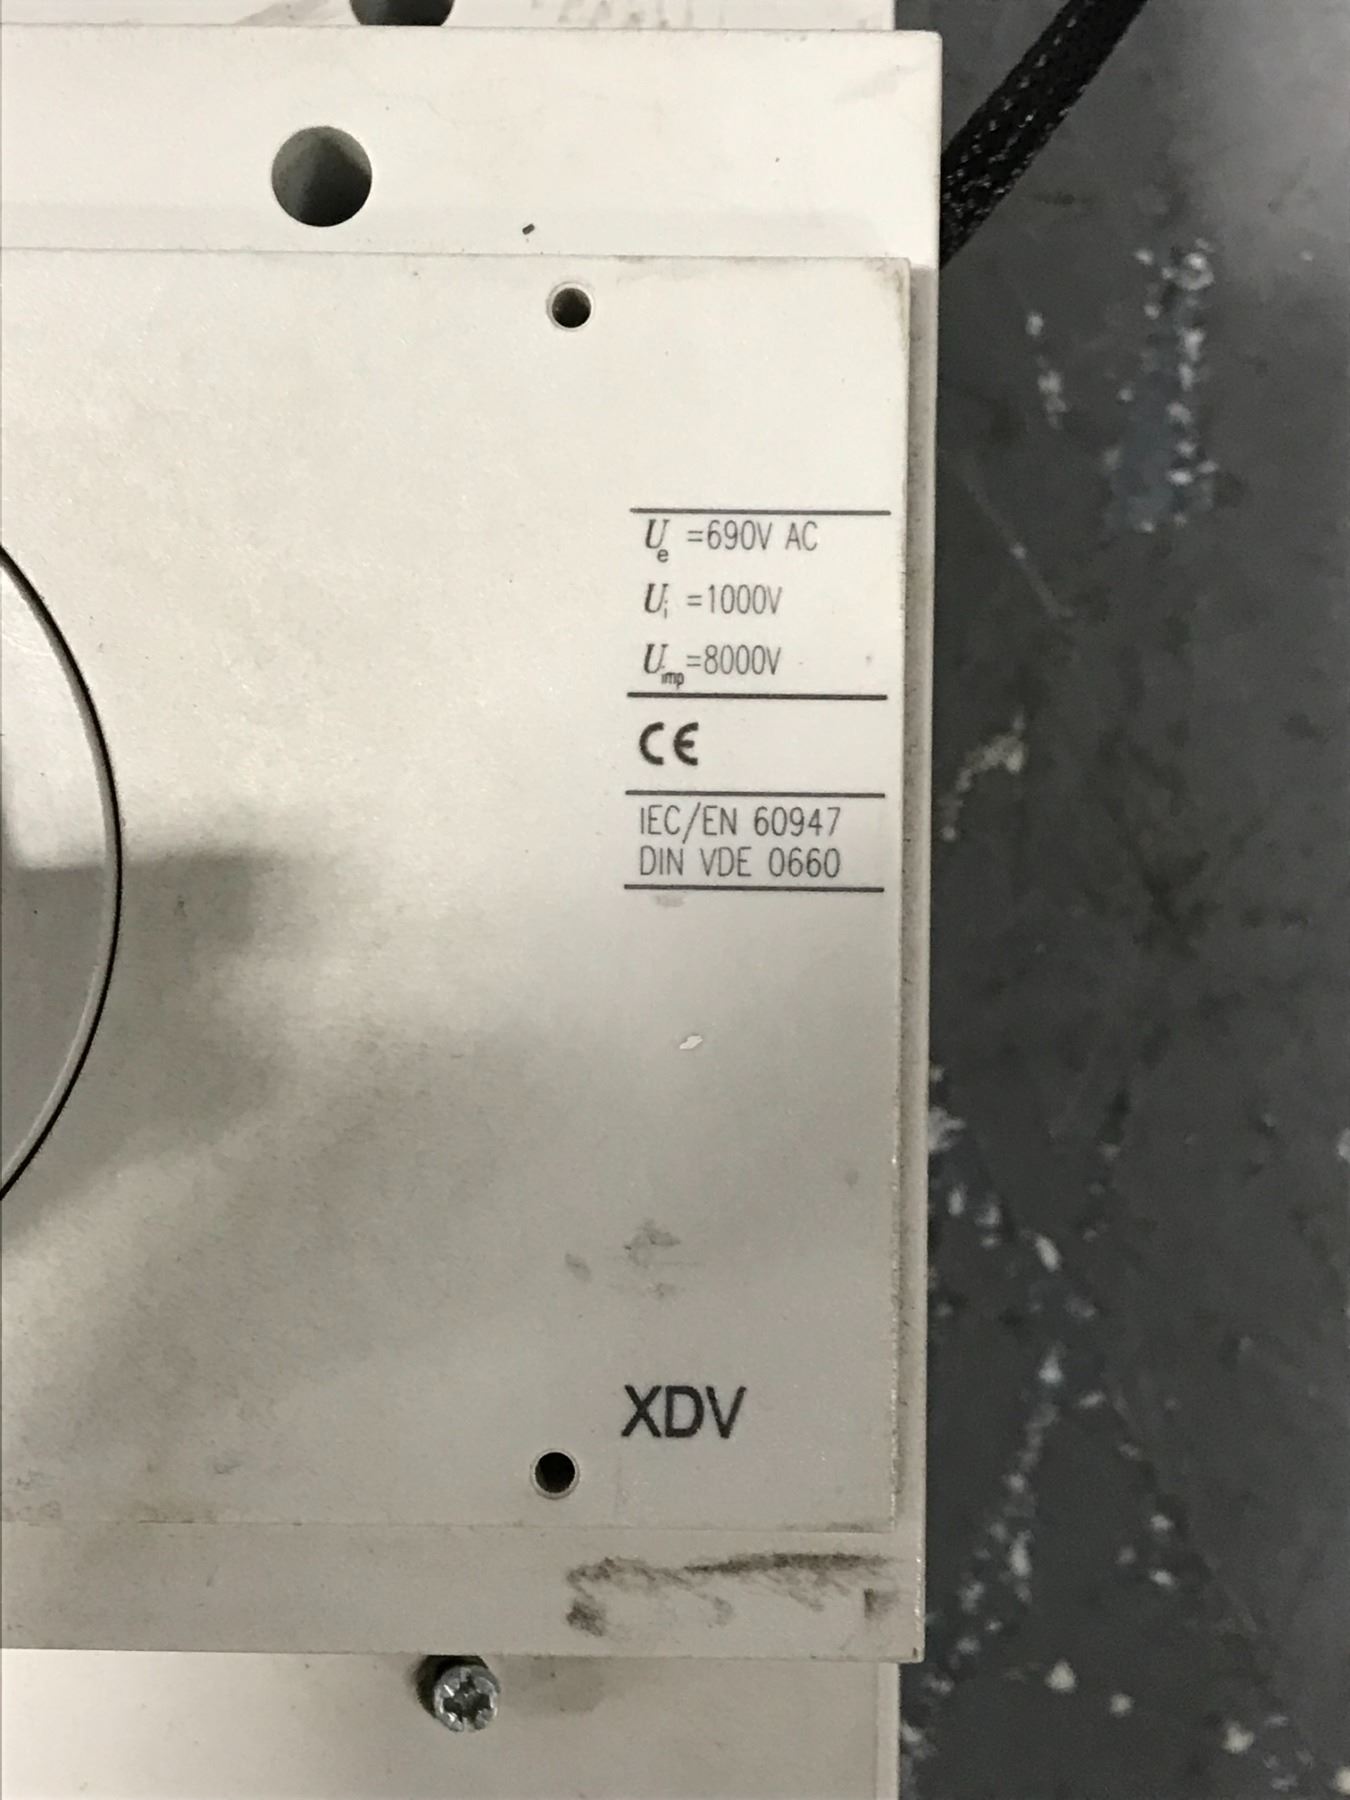 Ue =690V AC
Ui =1000V
Uimp=8000V
CE
IEC/EN 60947
DIN VDE 0660
XDV